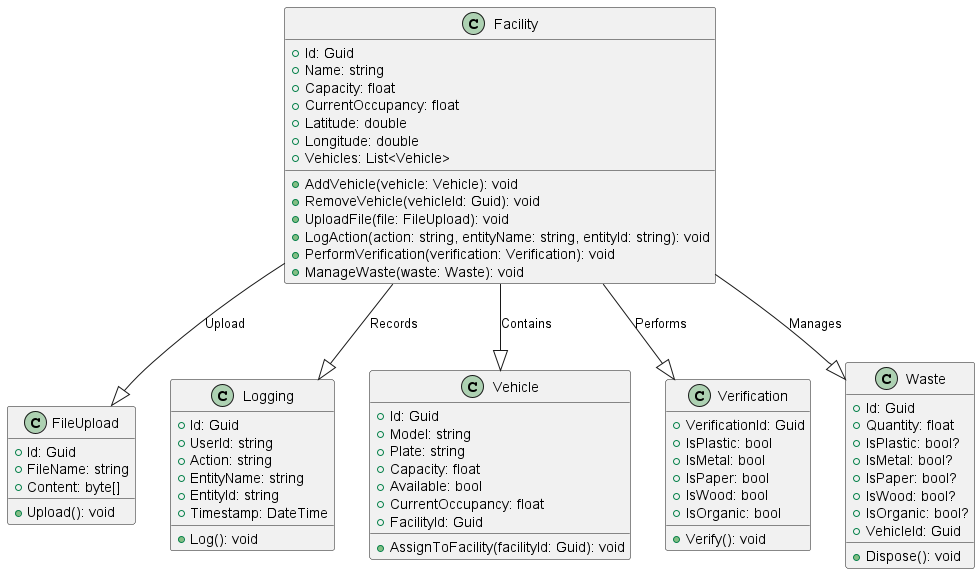 C Facility
Id: Guid
Name: string
Capacity: float
CurrentOccupancy: float
Latitude: double
Longitude: double
Vehicles: List<Vehicle>
AddVehicle(vehicle: Vehicle): void
RemoveVehicle(vehicleId: Guid): void
UploadFile(file: FileUpload): void
LogAction(action: string, entityName: string, entityId: string): void
PerformVerification(verification: Verification): void
ManageWaste(waste: Waste): void
Upload
Records
Contains
Performs
Manages
C FileUpload
Id: Guid
FileName: string
Content: byte[]
Upload(): void
C Logging
Id: Guid
UserId: string
Action: string
EntityName: string
EntityId: string
Timestamp: DateTime
Log(): void
C Vehicle
Id: Guid
Model: string
Plate: string
Capacity: float
Available: bool
CurrentOccupancy: float
FacilityId: Guid
AssignToFacility(facilityId: Guid): void
C Verification
VerificationId: Guid
IsPlastic: bool
IsMetal: bool
IsPaper: bool
IsWood: bool
IsOrganic: bool
Verify(): void
C Waste
Id: Guid
Quantity: float
IsPlastic: bool?
IsMetal: bool?
IsPaper: bool?
IsWood: bool?
IsOrganic: bool?
VehicleId: Guid
Dispose(): void